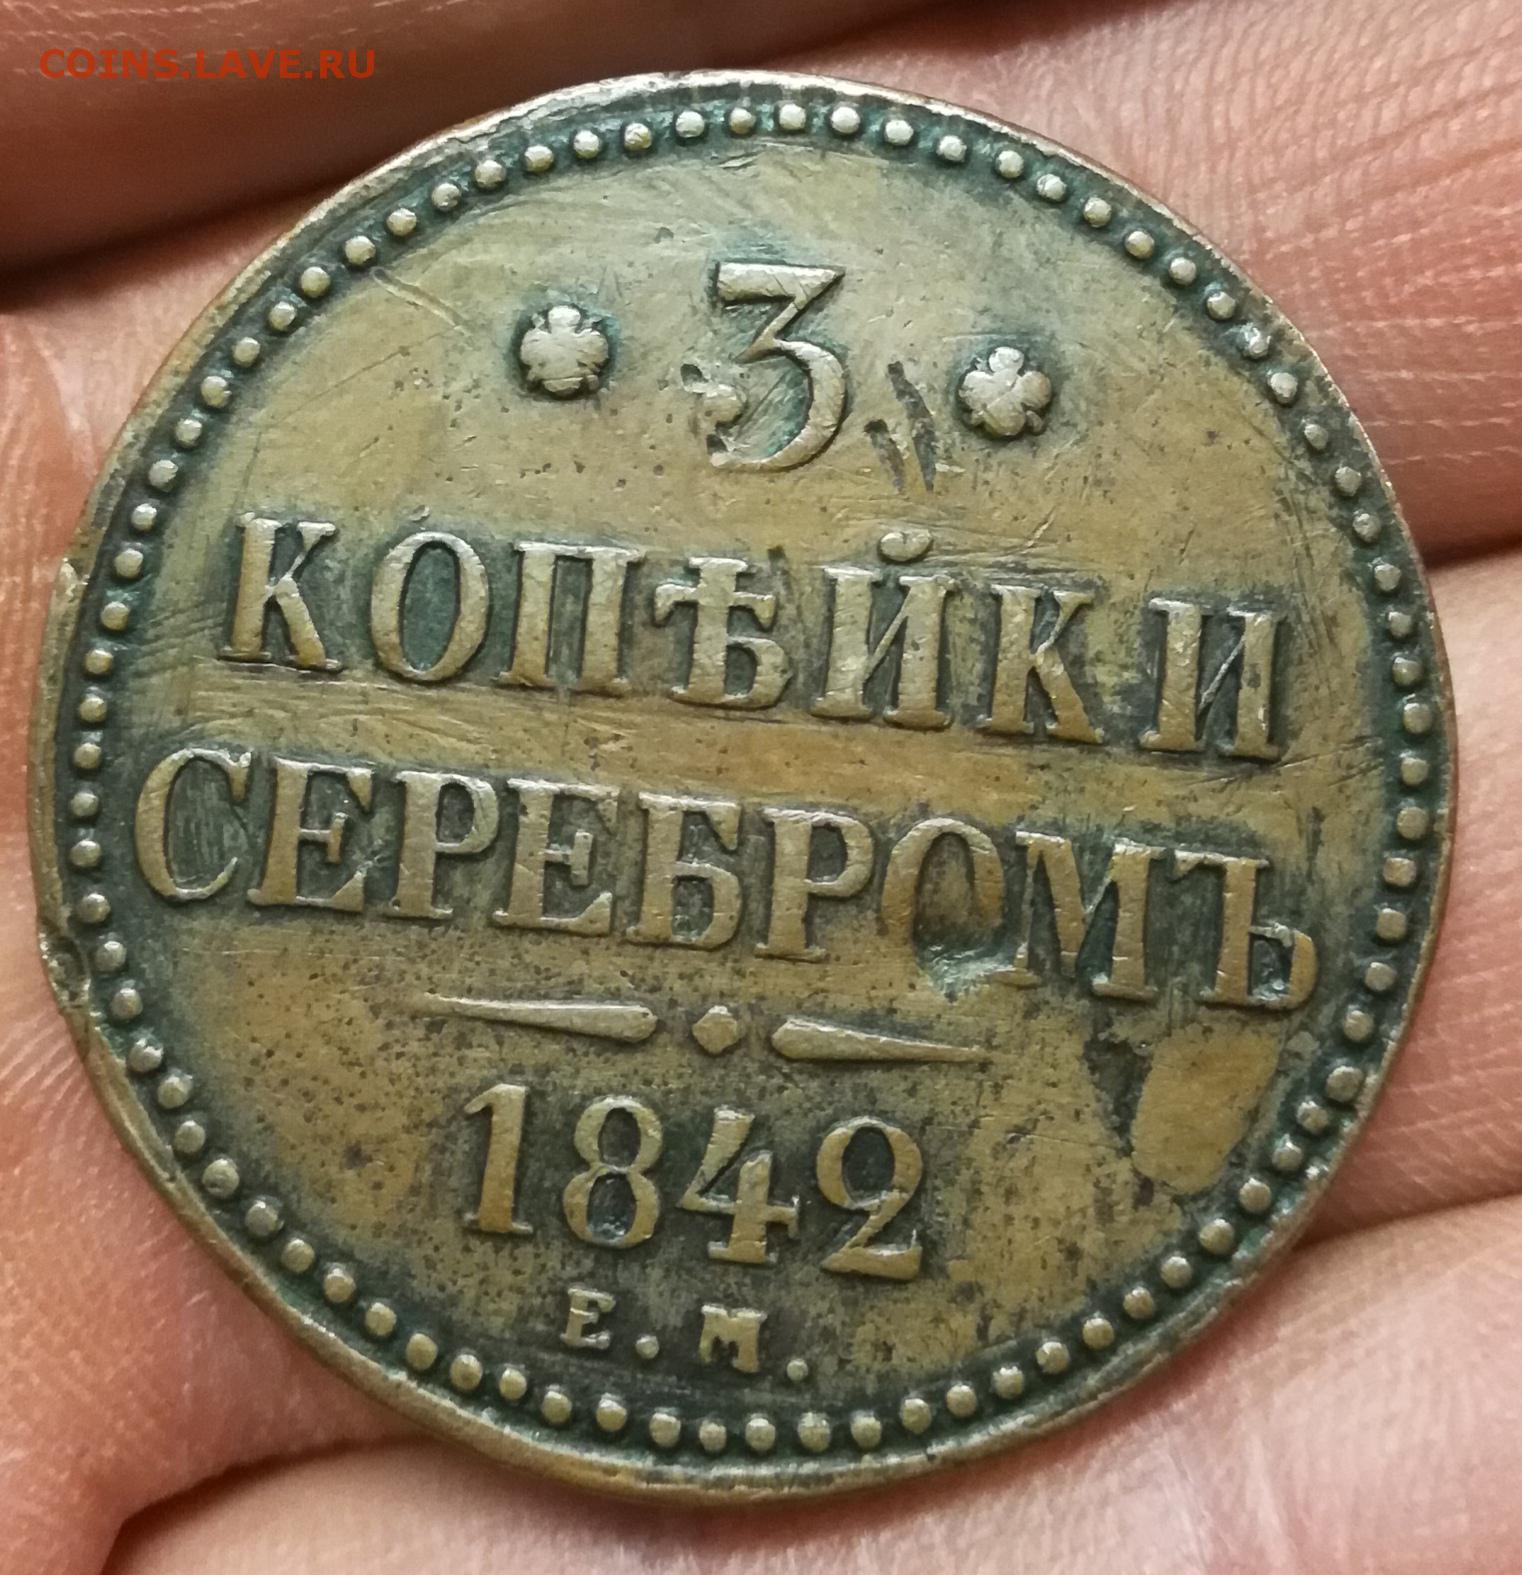 COINS.LAVE.RU
3
КОПѢЙКИ
СЕРЕБРОМЪ
1842
Е.М.